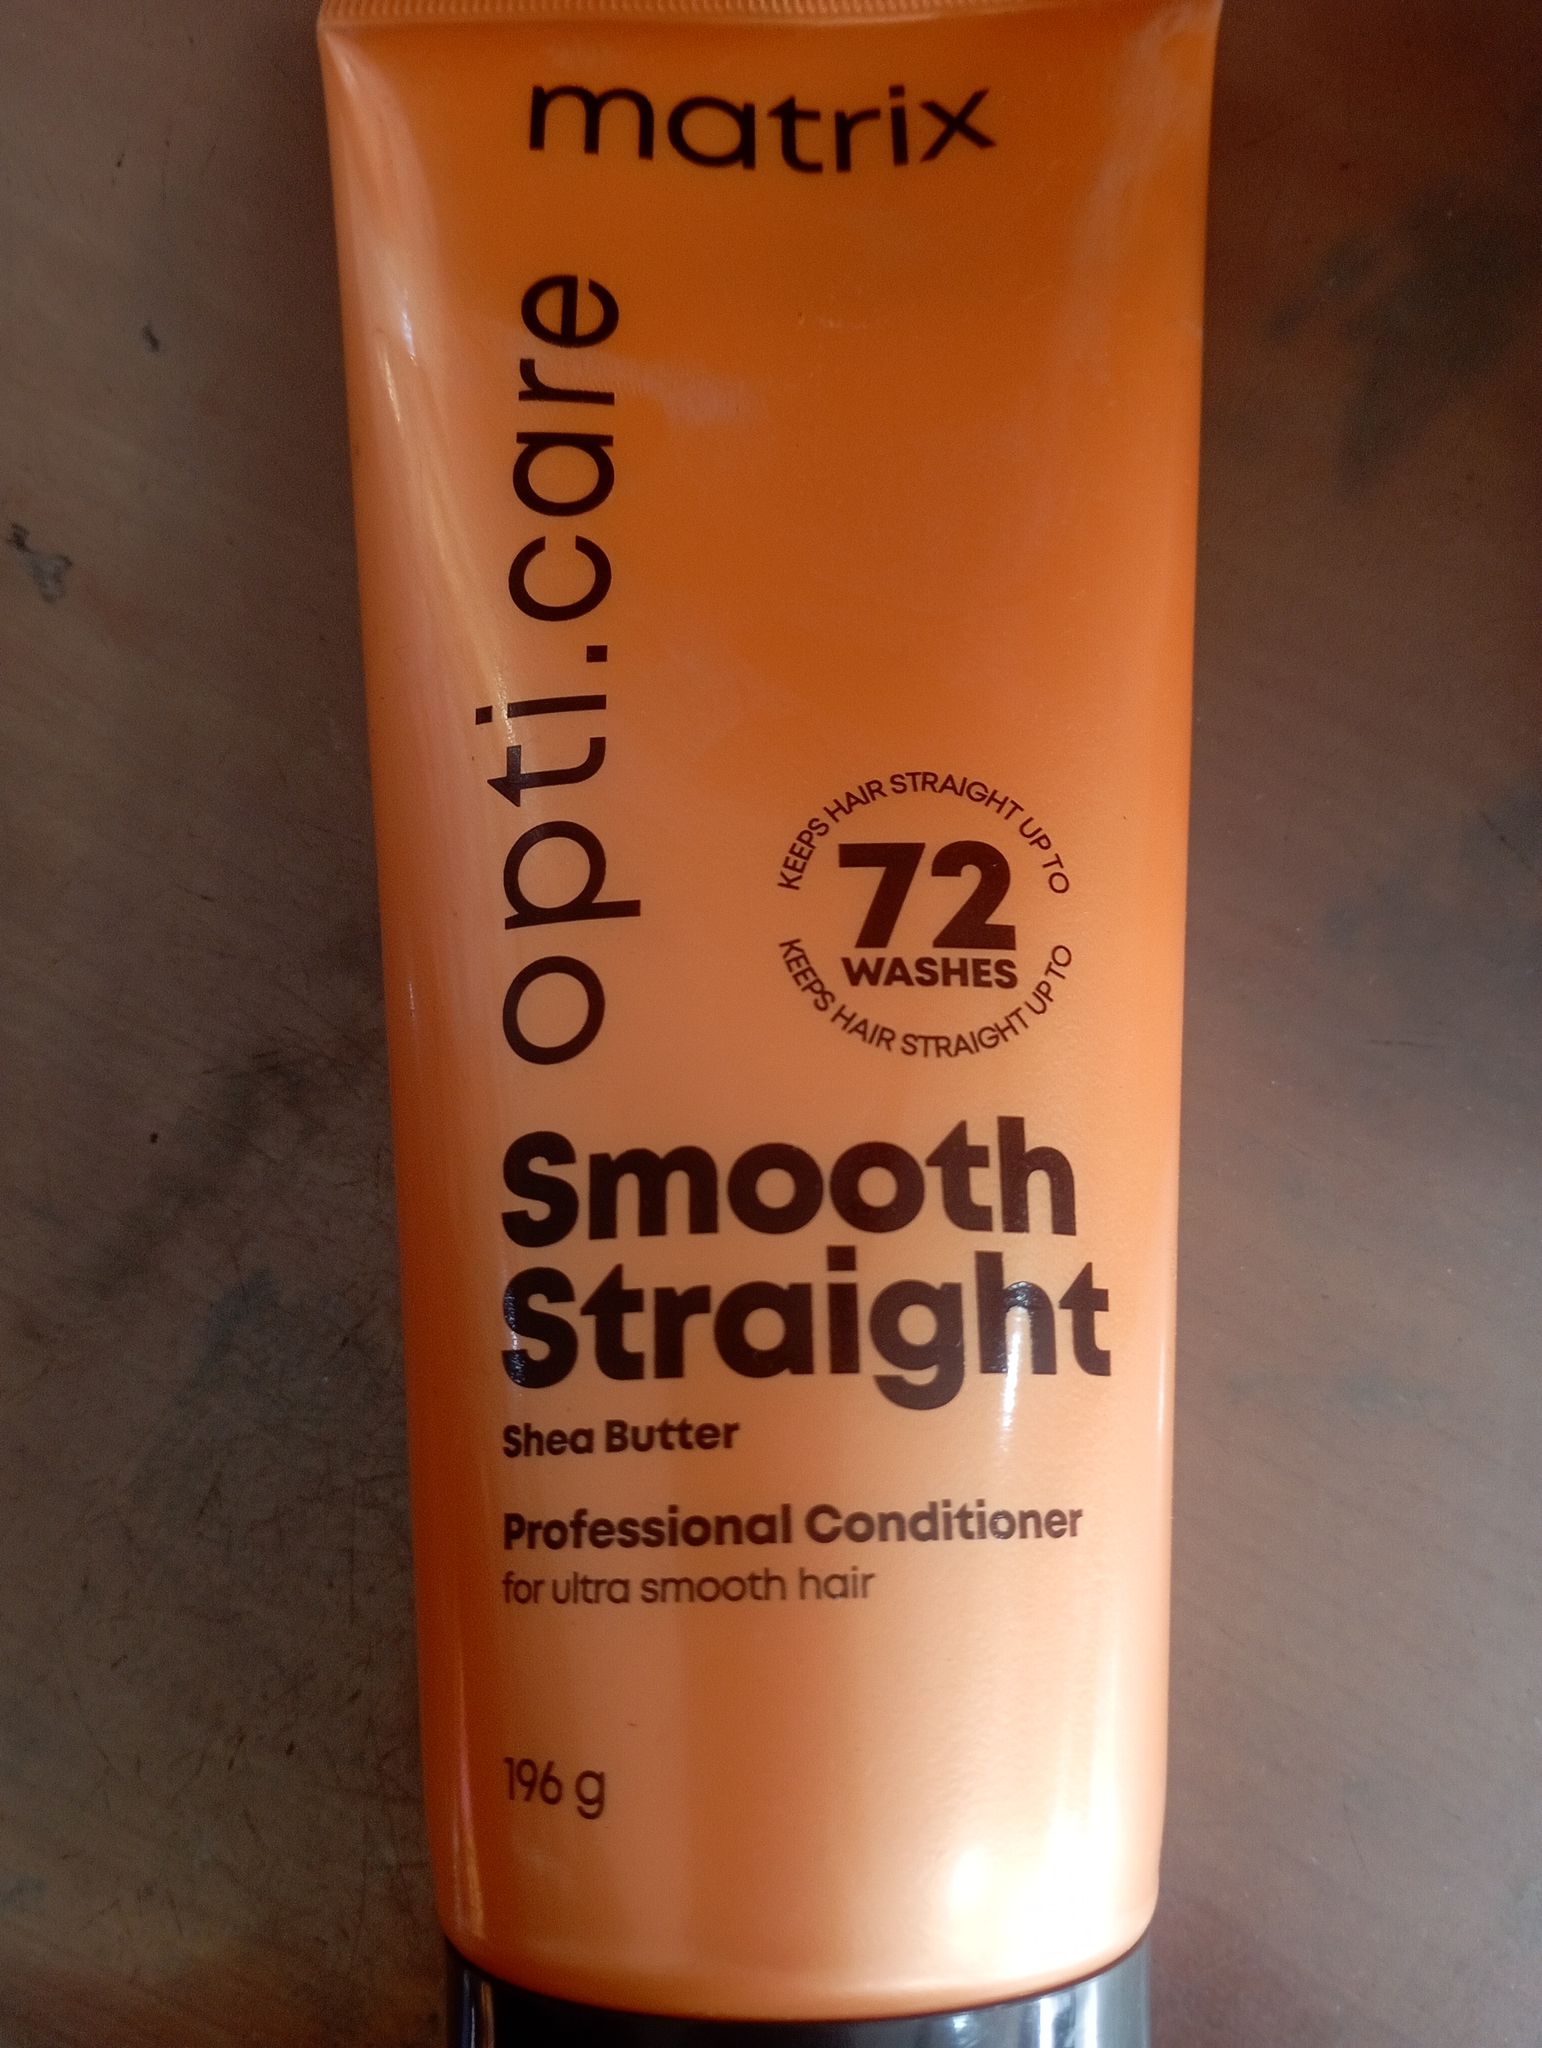 matrix
opti.care
KEEPS HAIR STRAIGHT UP TO
72
WASHES
KEEPS HAIR STRAIGHT UP TO
Smooth
Straight
Shea Butter
Professional Conditioner
for ultra smooth hair
196 g